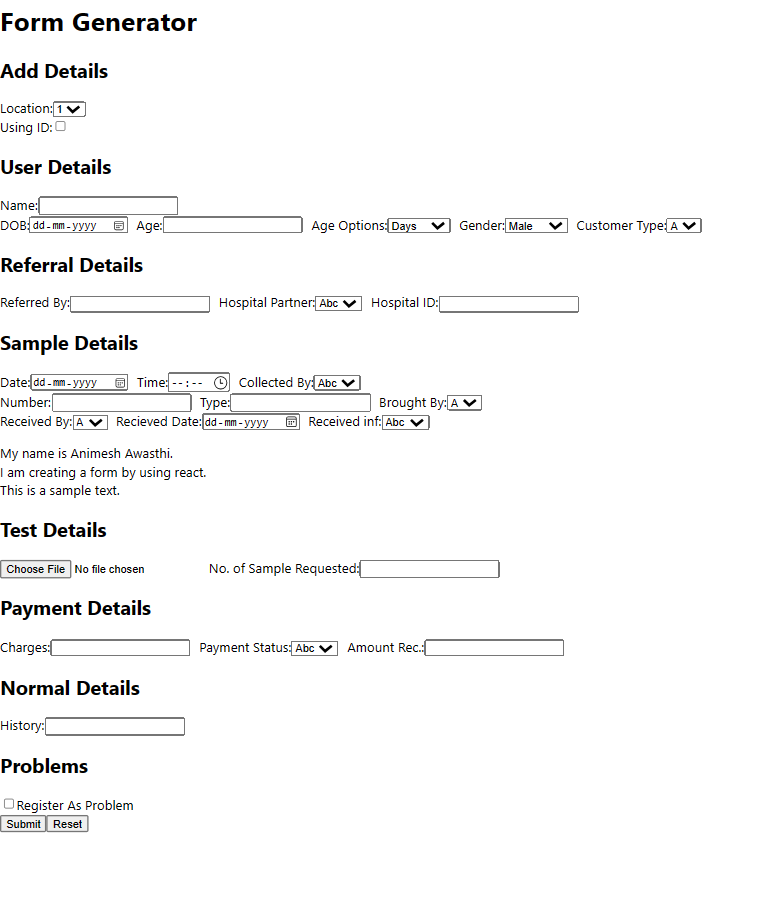 Form Generator
Add Details
Location: 1
Using ID:
User Details
Name:
DOB: dd-mm-yyyy Age: Age Options: Days Gender: Male Customer Type: A
Referral Details
Referred By: Hospital Partner: Abc Hospital ID:
Sample Details
Date: dd-mm-yyyy Time: --:-- Collected By: Abc
Number: Type: Brought By: A
Received By: A Recieved Date: dd-mm-yyyy Received inf: Abc
My name is Animesh Awasthi.
I am creating a form by using react.
This is a sample text.
Test Details
Choose File No file chosen No. of Sample Requested:
Payment Details
Charges: Payment Status: Abc Amount Rec.:
Normal Details
History:
Problems
Register As Problem
Submit Reset